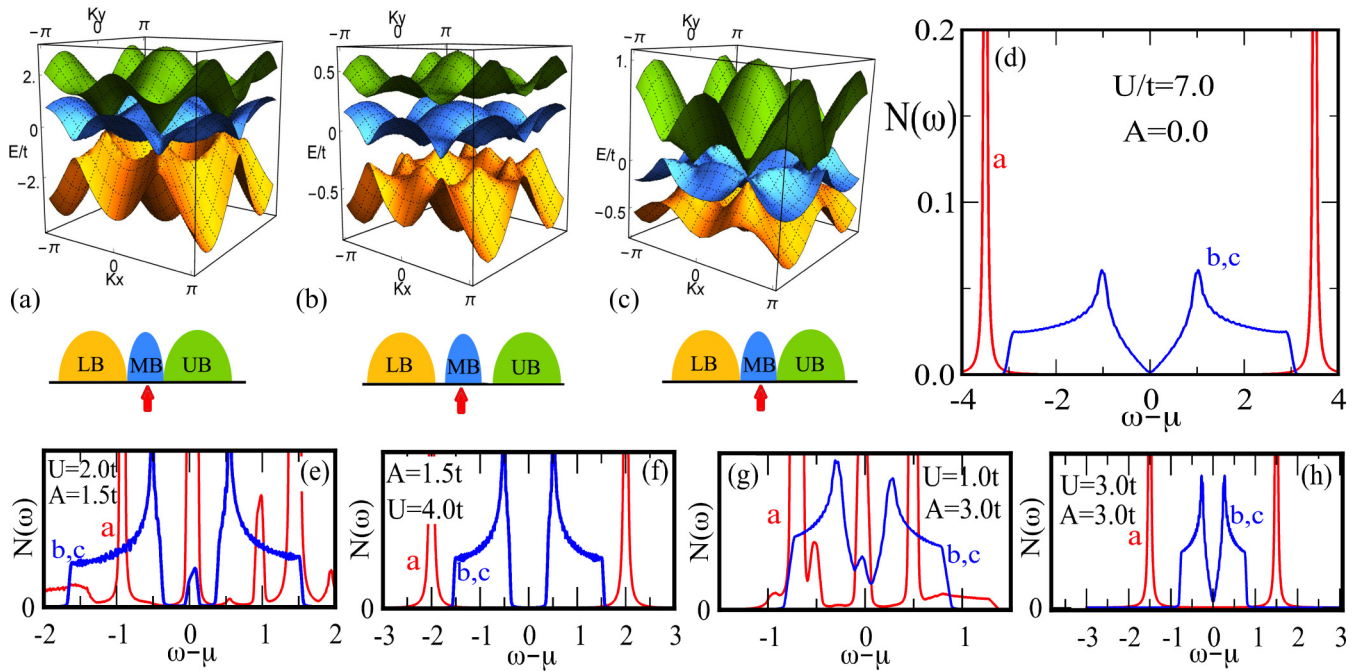 Ky
−π
0
π
2.
0
E/t
−2.
−π
0
Kx
π
(a)
LB
MB
UB
Ky
−π
0
π
0.5
0
E/t
−0.5
−π
0
Kx
π
(b)
LB
MB
UB
Ky
−π
0
π
1.
E/t
0
−0.5
−π
0
Kx
π
(c)
LB
MB
UB
0.2
(d)
U/t=7.0
N(ω)
A=0.0
a
0.1
b,c
0.0
-4 -2 0 2 4
ω−μ
U=2.0t
(e)
A=1.5t
a
N(ω)
b,c
0
-2 -1 0 1 2
ω−μ
A=1.5t
(f)
U=4.0t
N(ω)
a
b,c
0
-3 -2 -1 0 1 2 3
ω−μ
(g)
U=1.0t
A=3.0t
a
N(ω)
b,c
0
-1 0 1
ω−μ
U=3.0t
(h)
A=3.0t
N(ω)
a
b,c
0
-3 -2 -1 0 1 2 3
ω−μ